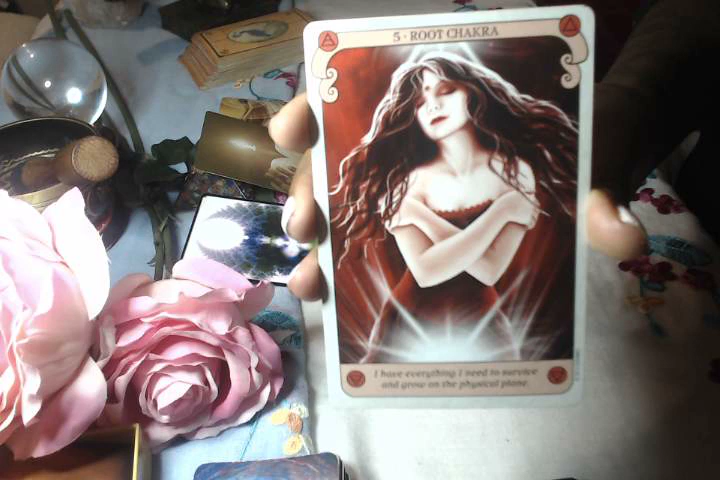 5 · ROOT CHAKRA
I have everything I need to survive
and grow on the physical plane.